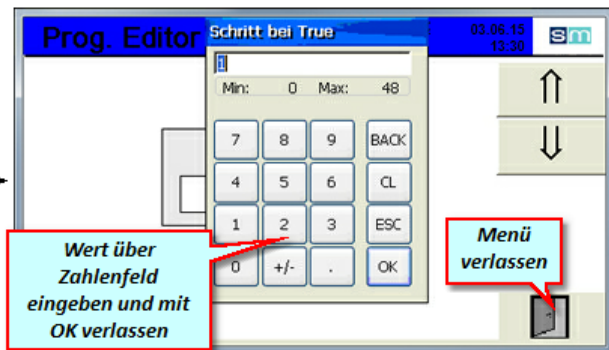 Prog. Editor
Schritt bei True
03.06.15
13:30
sm
1
Min: 0 Max: 48
7 8 9 BACK
4 5 6 CL
1 2 3 ESC
0 +/- . OK
Wert über
Zahlenfeld
eingeben und mit
OK verlassen
Menü
verlassen